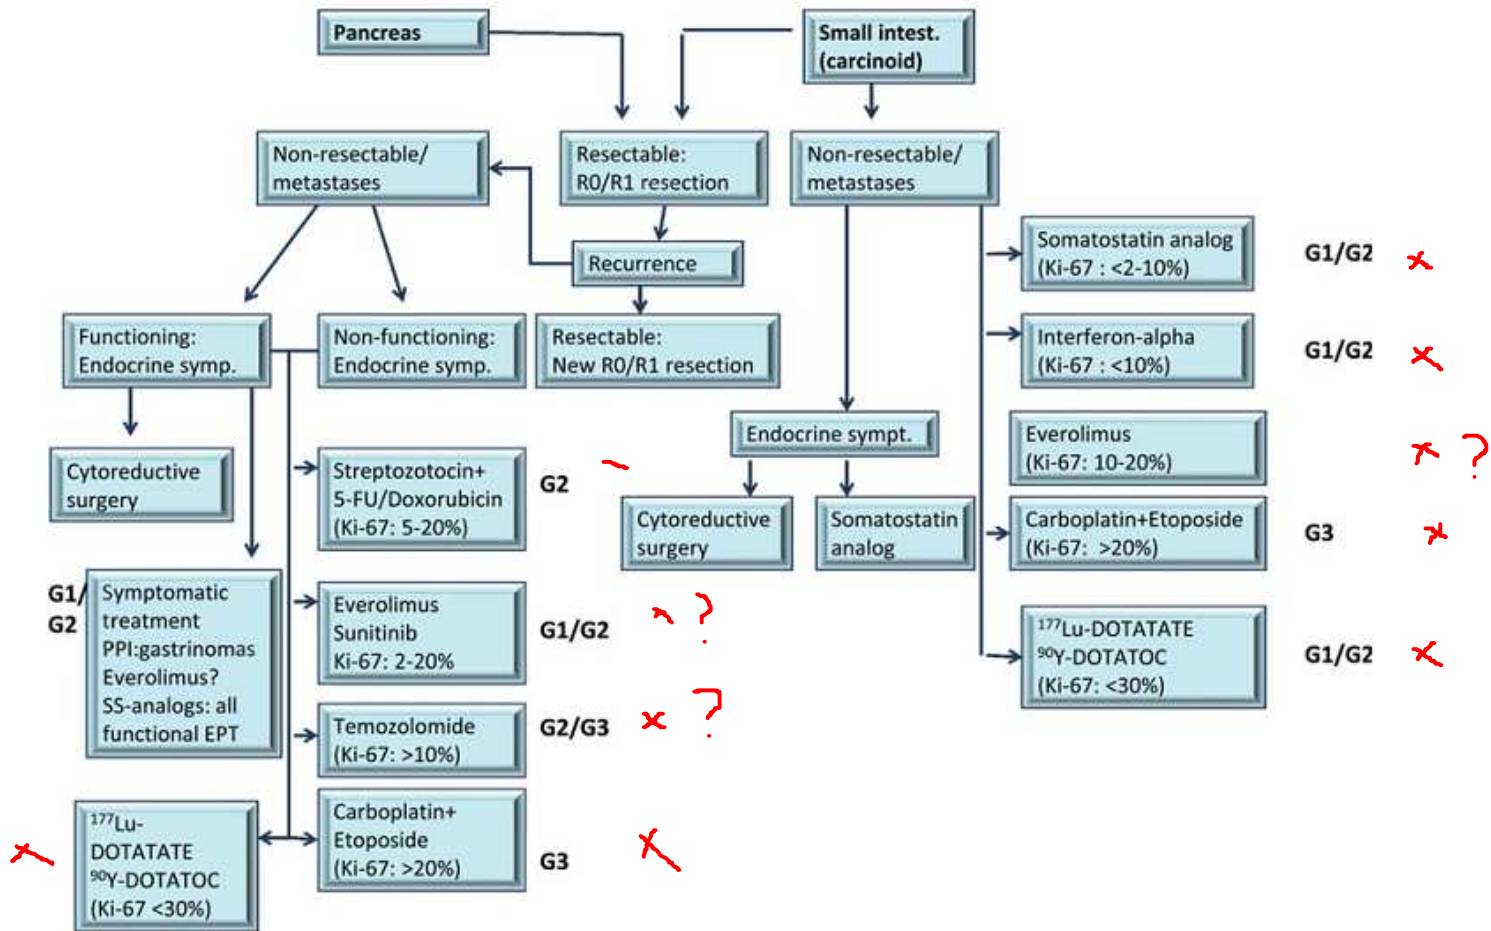 Pancreas
Small intest.
(carcinoid)
Non-resectable/
metastases
Resectable:
R0/R1 resection
Non-resectable/
metastases
Recurrence
Somatostatin analog
(Ki-67 : <2-10%)
G1/G2
x
Functioning:
Endocrine symp.
Non-functioning:
Endocrine symp.
Resectable:
New R0/R1 resection
Interferon-alpha
(Ki-67 : <10%)
G1/G2
x
Endocrine sympt.
Everolimus
(Ki-67: 10-20%)
x ?
Cytoreductive
surgery
Streptozotocin+
5-FU/Doxorubicin
(Ki-67: 5-20%)
G2
Cytoreductive
surgery
Somatostatin
analog
Carboplatin+Etoposide
(Ki-67: >20%)
G3
x
G1/
G2
Symptomatic
treatment
PPI:gastrinomas
Everolimus?
SS-analogs: all
functional EPT
Everolimus
Sunitinib
Ki-67: 2-20%
G1/G2
x ?
177Lu-DOTATATE
90Y-DOTATOC
(Ki-67: <30%)
G1/G2
x
Temozolomide
(Ki-67: >10%)
G2/G3
x ?
x
177Lu-
DOTATATE
90Y-DOTATOC
(Ki-67 <30%)
Carboplatin+
Etoposide
(Ki-67: >20%)
G3
x